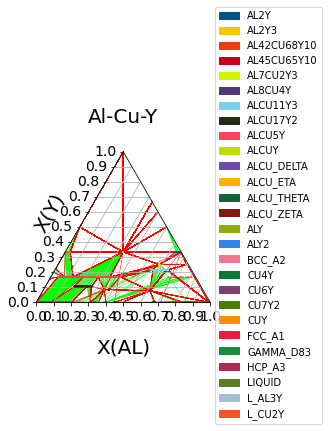 Al-Cu-Y
1.0
0.9
0.8
0.7
0.6
0.5
0.4
0.3
0.2
0.1
0.0
X(Y)
0.0 0.1 0.2 0.3 0.4 0.5 0.6 0.7 0.8 0.9 1.0
X(AL)
AL2Y
AL2Y3
AL42CU68Y10
AL45CU65Y10
AL7CU2Y3
AL8CU4Y
ALCU11Y3
ALCU17Y2
ALCU5Y
ALCUY
ALCU_DELTA
ALCU_ETA
ALCU_THETA
ALCU_ZETA
ALY
ALY2
BCC_A2
CU4Y
CU6Y
CU7Y2
CUY
FCC_A1
GAMMA_D83
HCP_A3
LIQUID
L_AL3Y
L_CU2Y